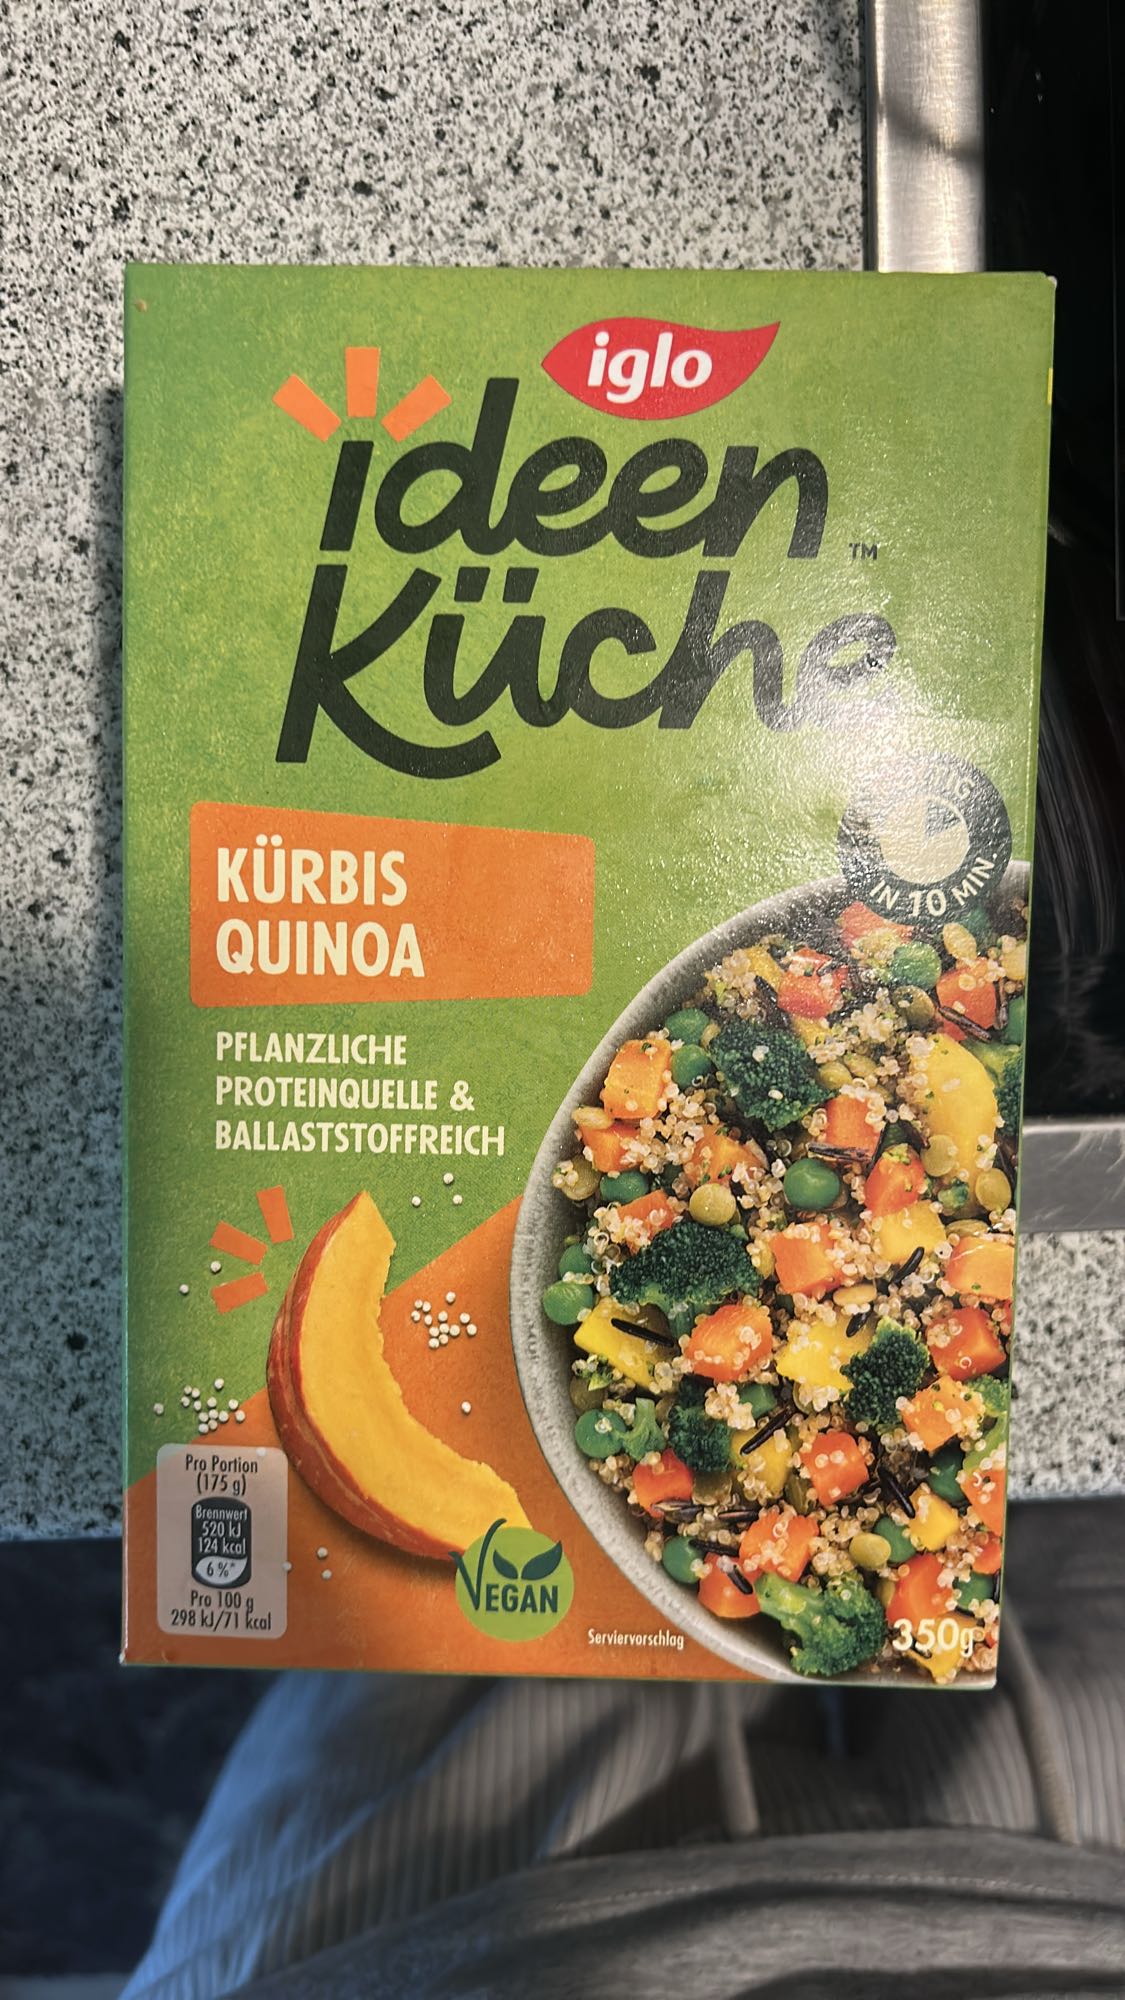 iglo
ideen
Küche
TM
IN 10 MIN.
KÜRBIS
QUINOA
PFLANZLICHE
PROTEINQUELLE &
BALLASTSTOFFREICH
Pro Portion
(175 g)
Brennwert
520 kJ
124 kcal
6 %*
Pro 100 g
298 kJ/71 kcal
VEGAN
Serviervorschlag
350g